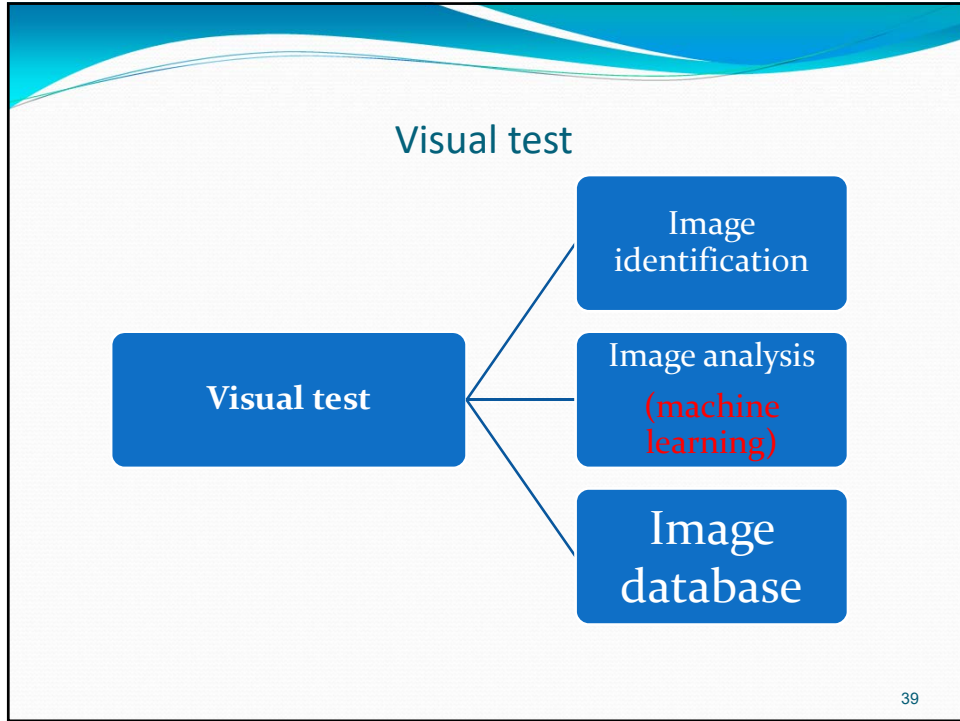 Visual test
Visual test
Image
identification
Image analysis
(machine
learning)
Image
database
39